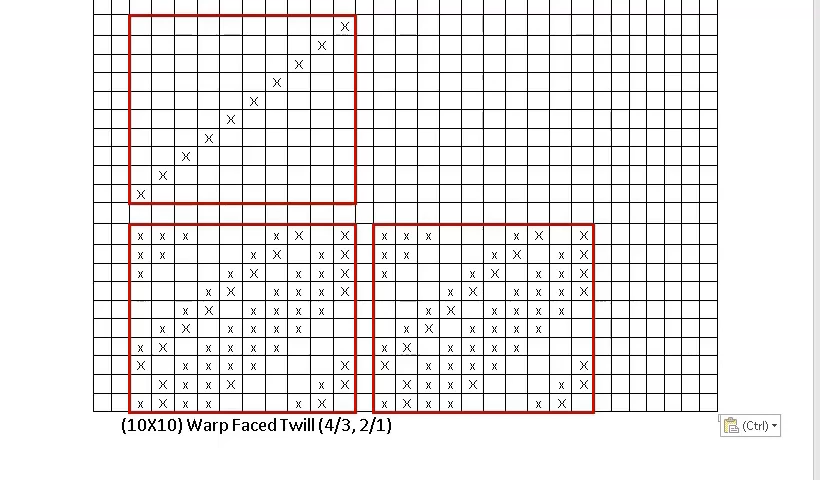 X
X
X
X
X
X
X
X
X
X
x x x x X X x x x x X X
x x x X x X x x x X x X
x x X x x X x x X x x X
x X x x x X x X x x x X
x X x x x x x X x x x x
x X x x x x x X x x x x
x X x x x x x X x x x x
X x x x X X x x x x X
X x x X x X X x x X x X
x X x x x X x X x x x X
(10X10) Warp Faced Twill (4/3, 2/1)
(Ctrl)